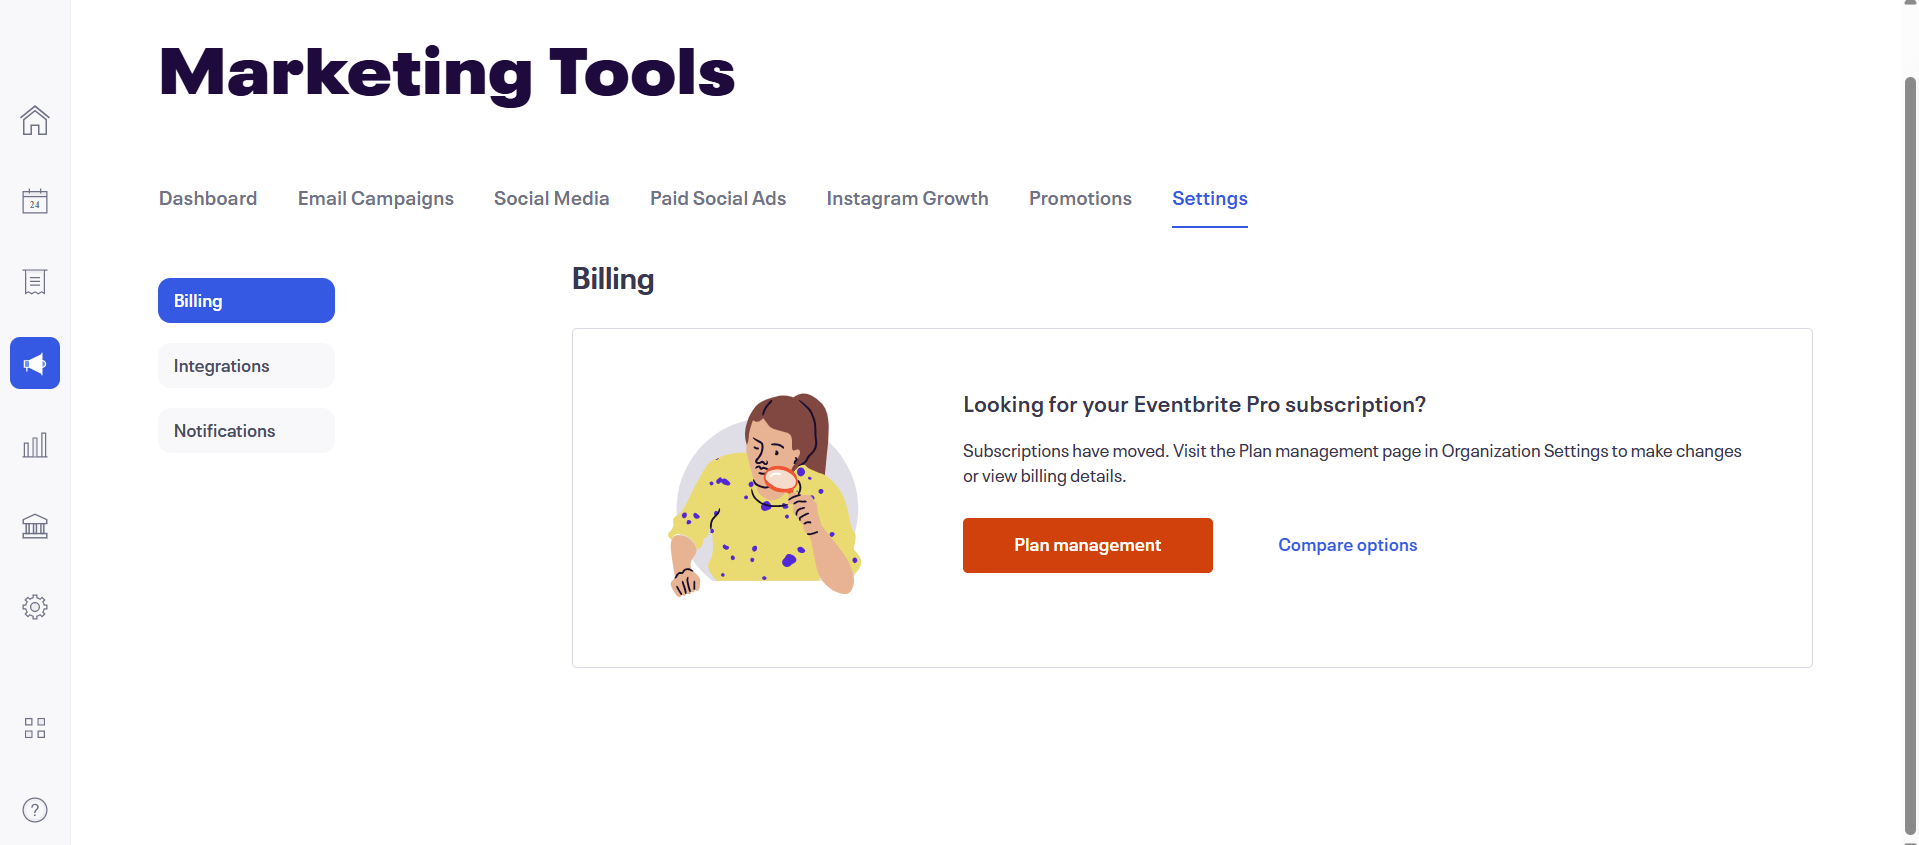 Marketing Tools
Dashboard Email Campaigns Social Media Paid Social Ads Instagram Growth Promotions Settings
Billing
Integrations
Notifications
Billing
Looking for your Eventbrite Pro subscription?
Subscriptions have moved. Visit the Plan management page in Organization Settings to make changes
or view billing details.
Plan management Compare options
24
?